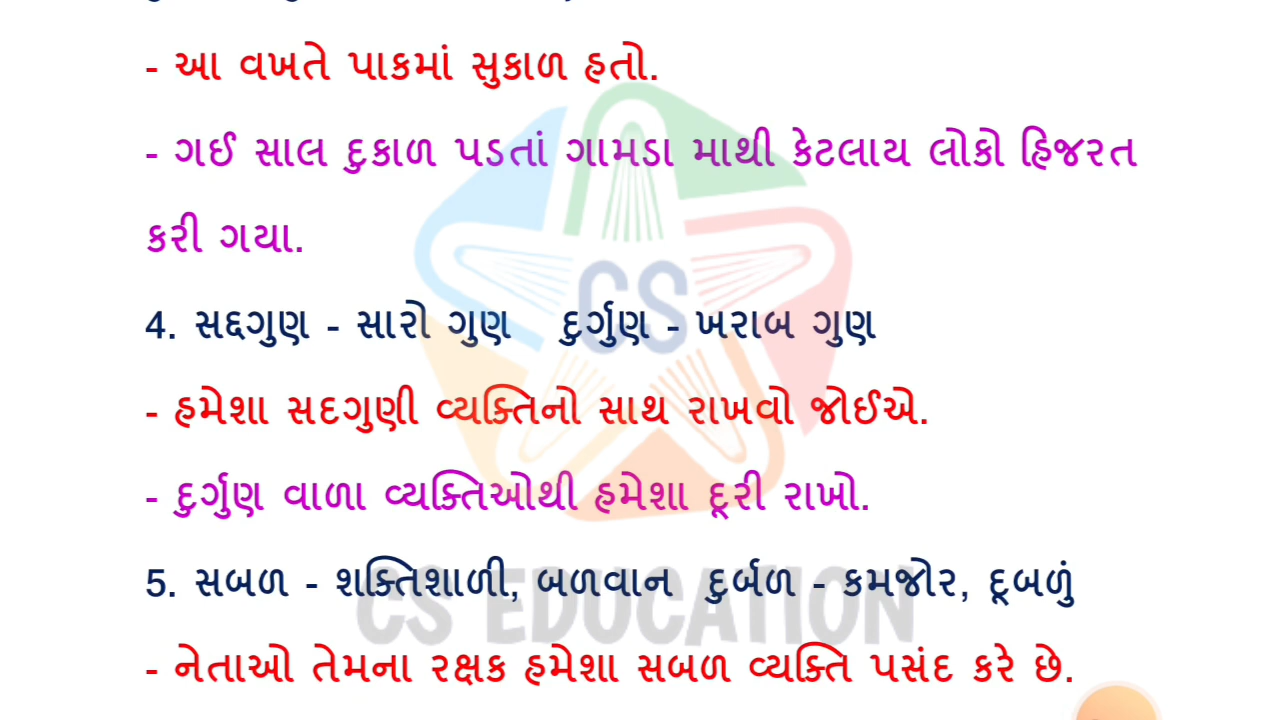 - આ વખતે પાકમાં સુકાળ હતો.
- ગઈ સાલ દુકાળ પડતાં ગામડા માથી કેટલાય લોકો હિજરત
કરી ગયા.
4. સદ્દગુણ - સારો ગુણ દુર્ગુણ - ખરાબ ગુણ
- હમેશા સદગુણી વ્યક્તિનો સાથ રાખવો જોઈએ.
- દુર્ગુણ વાળા વ્યક્તિઓથી હમેશા દૂરી રાખો.
5. સબળ - શક્તિશાળી, બળવાન દુર્બળ - કમજોર, દૂબળું
- નેતાઓ તેમના રક્ષક હમેશા સબળ વ્યક્તિ પસંદ કરે છે.
CS
CS EDUCATION